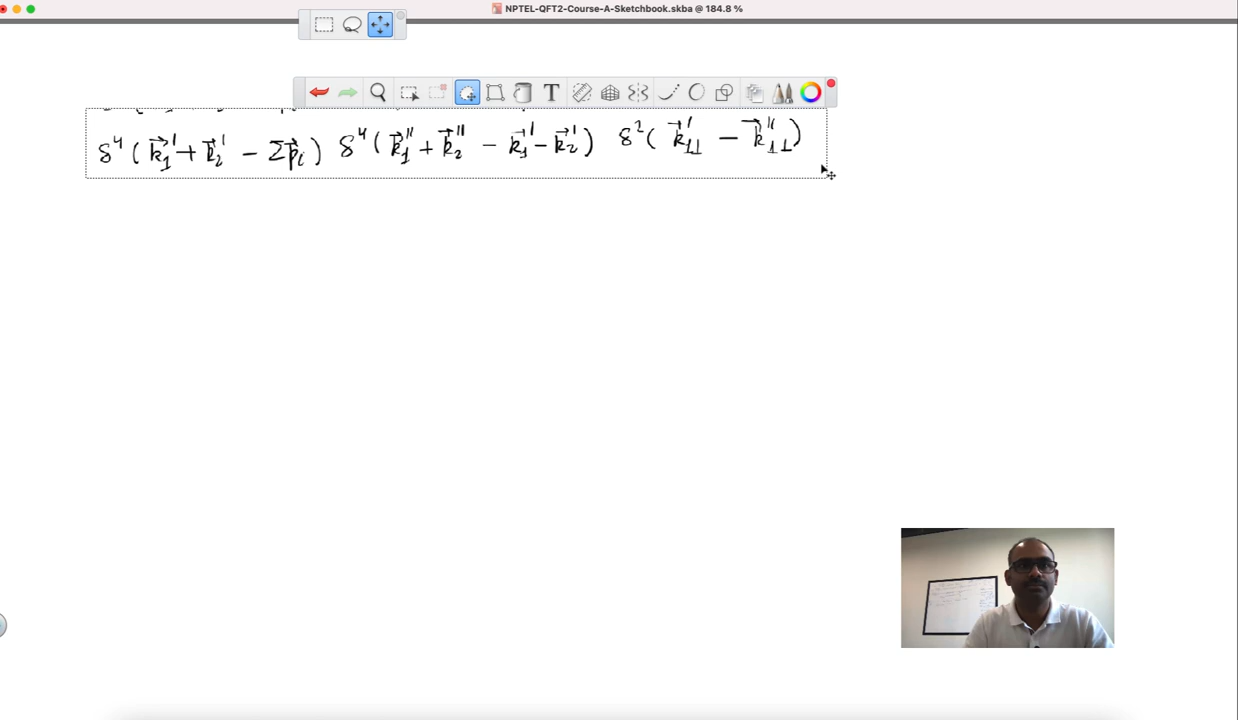 NPTEL-QFT2-Course-A-Sketchbook.skba @ 184.8 %
T
δ⁴(k⃗₁' + k⃗₂' − Σp⃗ᵢ) δ⁴(k⃗₁'' + k⃗₂'' − k⃗₁' − k⃗₂') δ²(k⃗₁⊥' − k⃗₁⊥'')